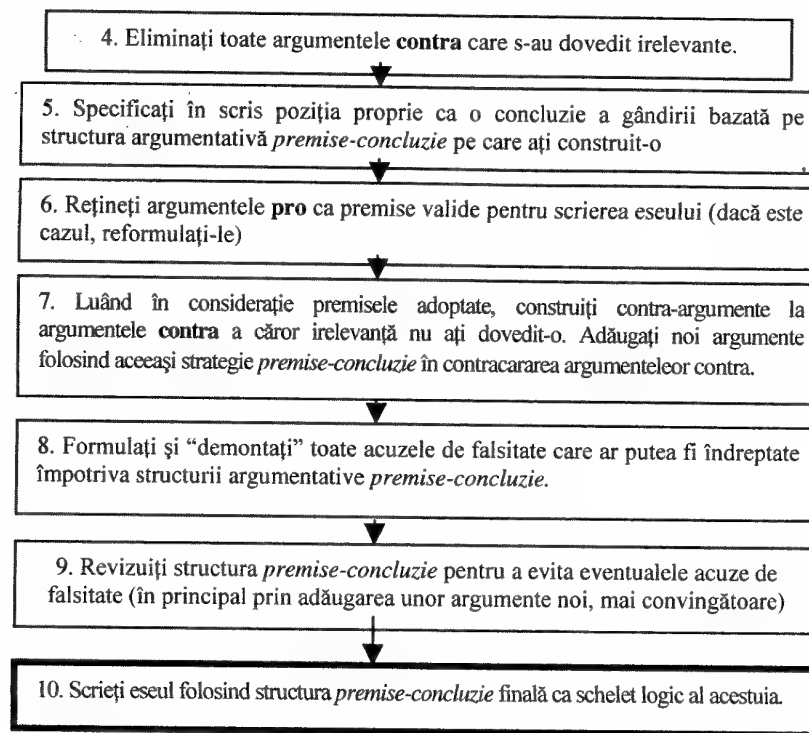 4. Eliminați toate argumentele contra care s-au dovedit irelevante.
5. Specificați în scris poziția proprie ca o concluzie a gândirii bazată pe
structura argumentativă premise-concluzie pe care ați construit-o
6. Rețineți argumentele pro ca premise valide pentru scrierea eseului (dacă este
cazul, reformulați-le)
7. Luând în considerație premisele adoptate, construiți contra-argumente la
argumentele contra a căror irelevanță nu ați dovedit-o. Adăugați noi argumente
folosind aceeași strategie premise-concluzie în contracararea argumenteleor contra.
8. Formulați și “demontați” toate acuzele de falsitate care ar putea fi îndreptate
împotriva structurii argumentative premise-concluzie.
9. Revizuiți structura premise-concluzie pentru a evita eventualele acuze de
falsitate (în principal prin adăugarea unor argumente noi, mai convingătoare)
10. Scrieți eseul folosind structura premise-concluzie finală ca schelet logic al acestuia.